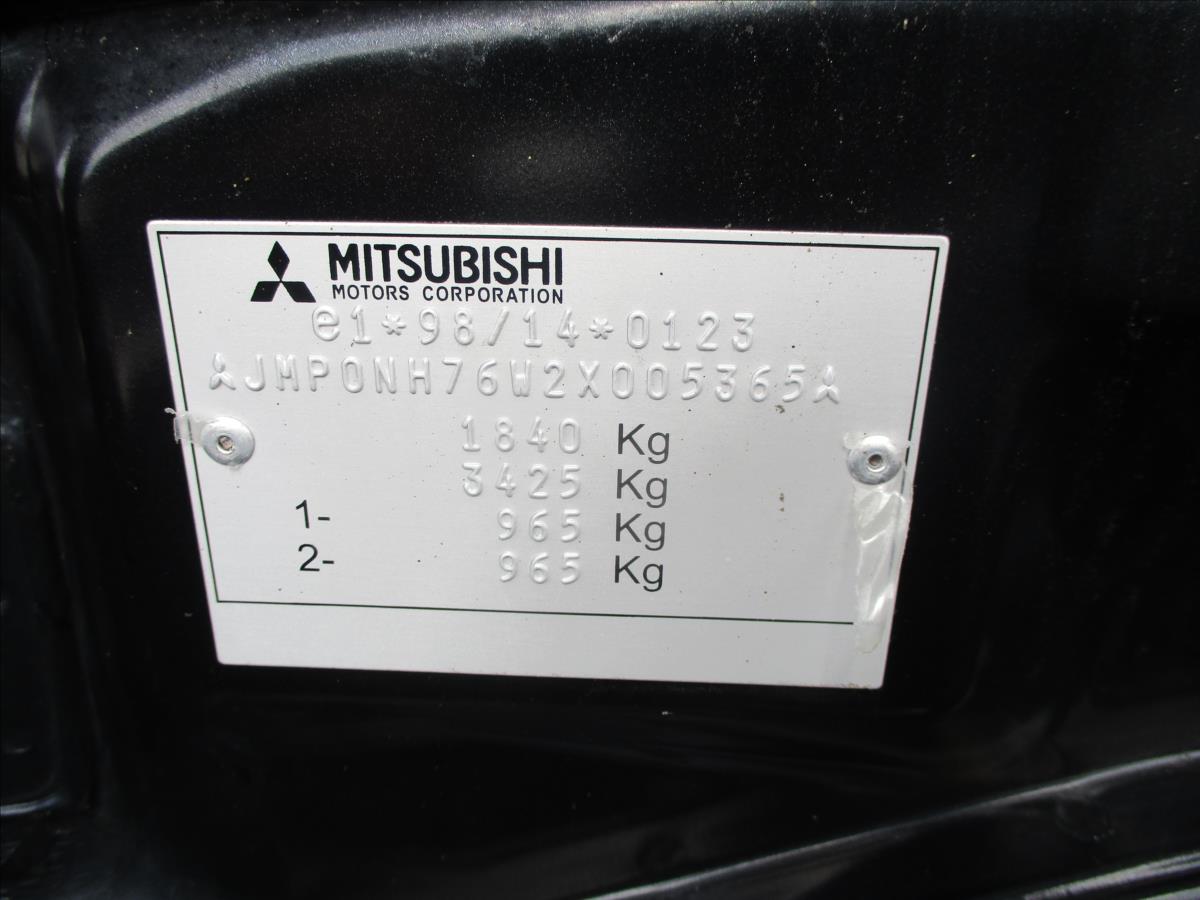 MITSUBISHI
MOTORS CORPORATION
e1*98/14*0123
JMP0NH76W2X005365
1840 Kg
3425 Kg
1- 965 Kg
2- 965 Kg